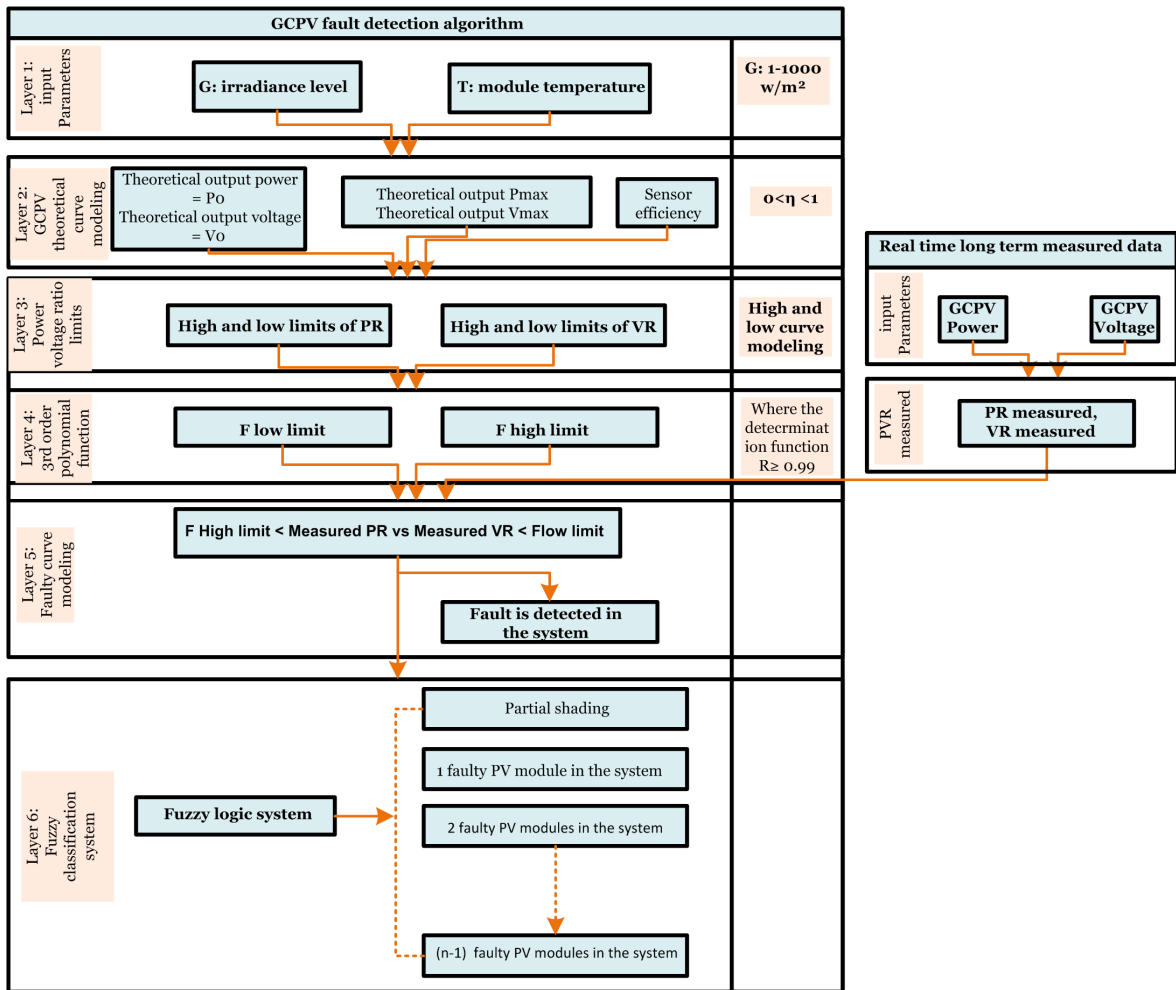 GCPV fault detection algorithm
Layer 1:
input
Parameters
G: irradiance level
T: module temperature
G: 1-1000
w/m²
Layer 2:
GCPV
theoretical
curve
modeling
Theoretical output power
= P0
Theoretical output voltage
= V0
Theoretical output Pmax
Theoretical output Vmax
Sensor
efficiency
0<η <1
Layer 3:
Power
voltage ratio
limits
High and low limits of PR
High and low limits of VR
High and
low curve
modeling
Layer 4:
3rd order
polynomial
function
F low limit
F high limit
Where the
detecrminat
ion function
R≥ 0.99
Real time long term measured data
input
Parameters
GCPV
Power
GCPV
Voltage
PVR
measured
PR measured,
VR measured
Layer 5:
Faulty curve
modeling
F High limit < Measured PR vs Measured VR < Flow limit
Fault is detected in
the system
Layer 6:
Fuzzy
classification
system
Fuzzy logic system
Partial shading
1 faulty PV module in the system
2 faulty PV modules in the system
(n-1) faulty PV modules in the system